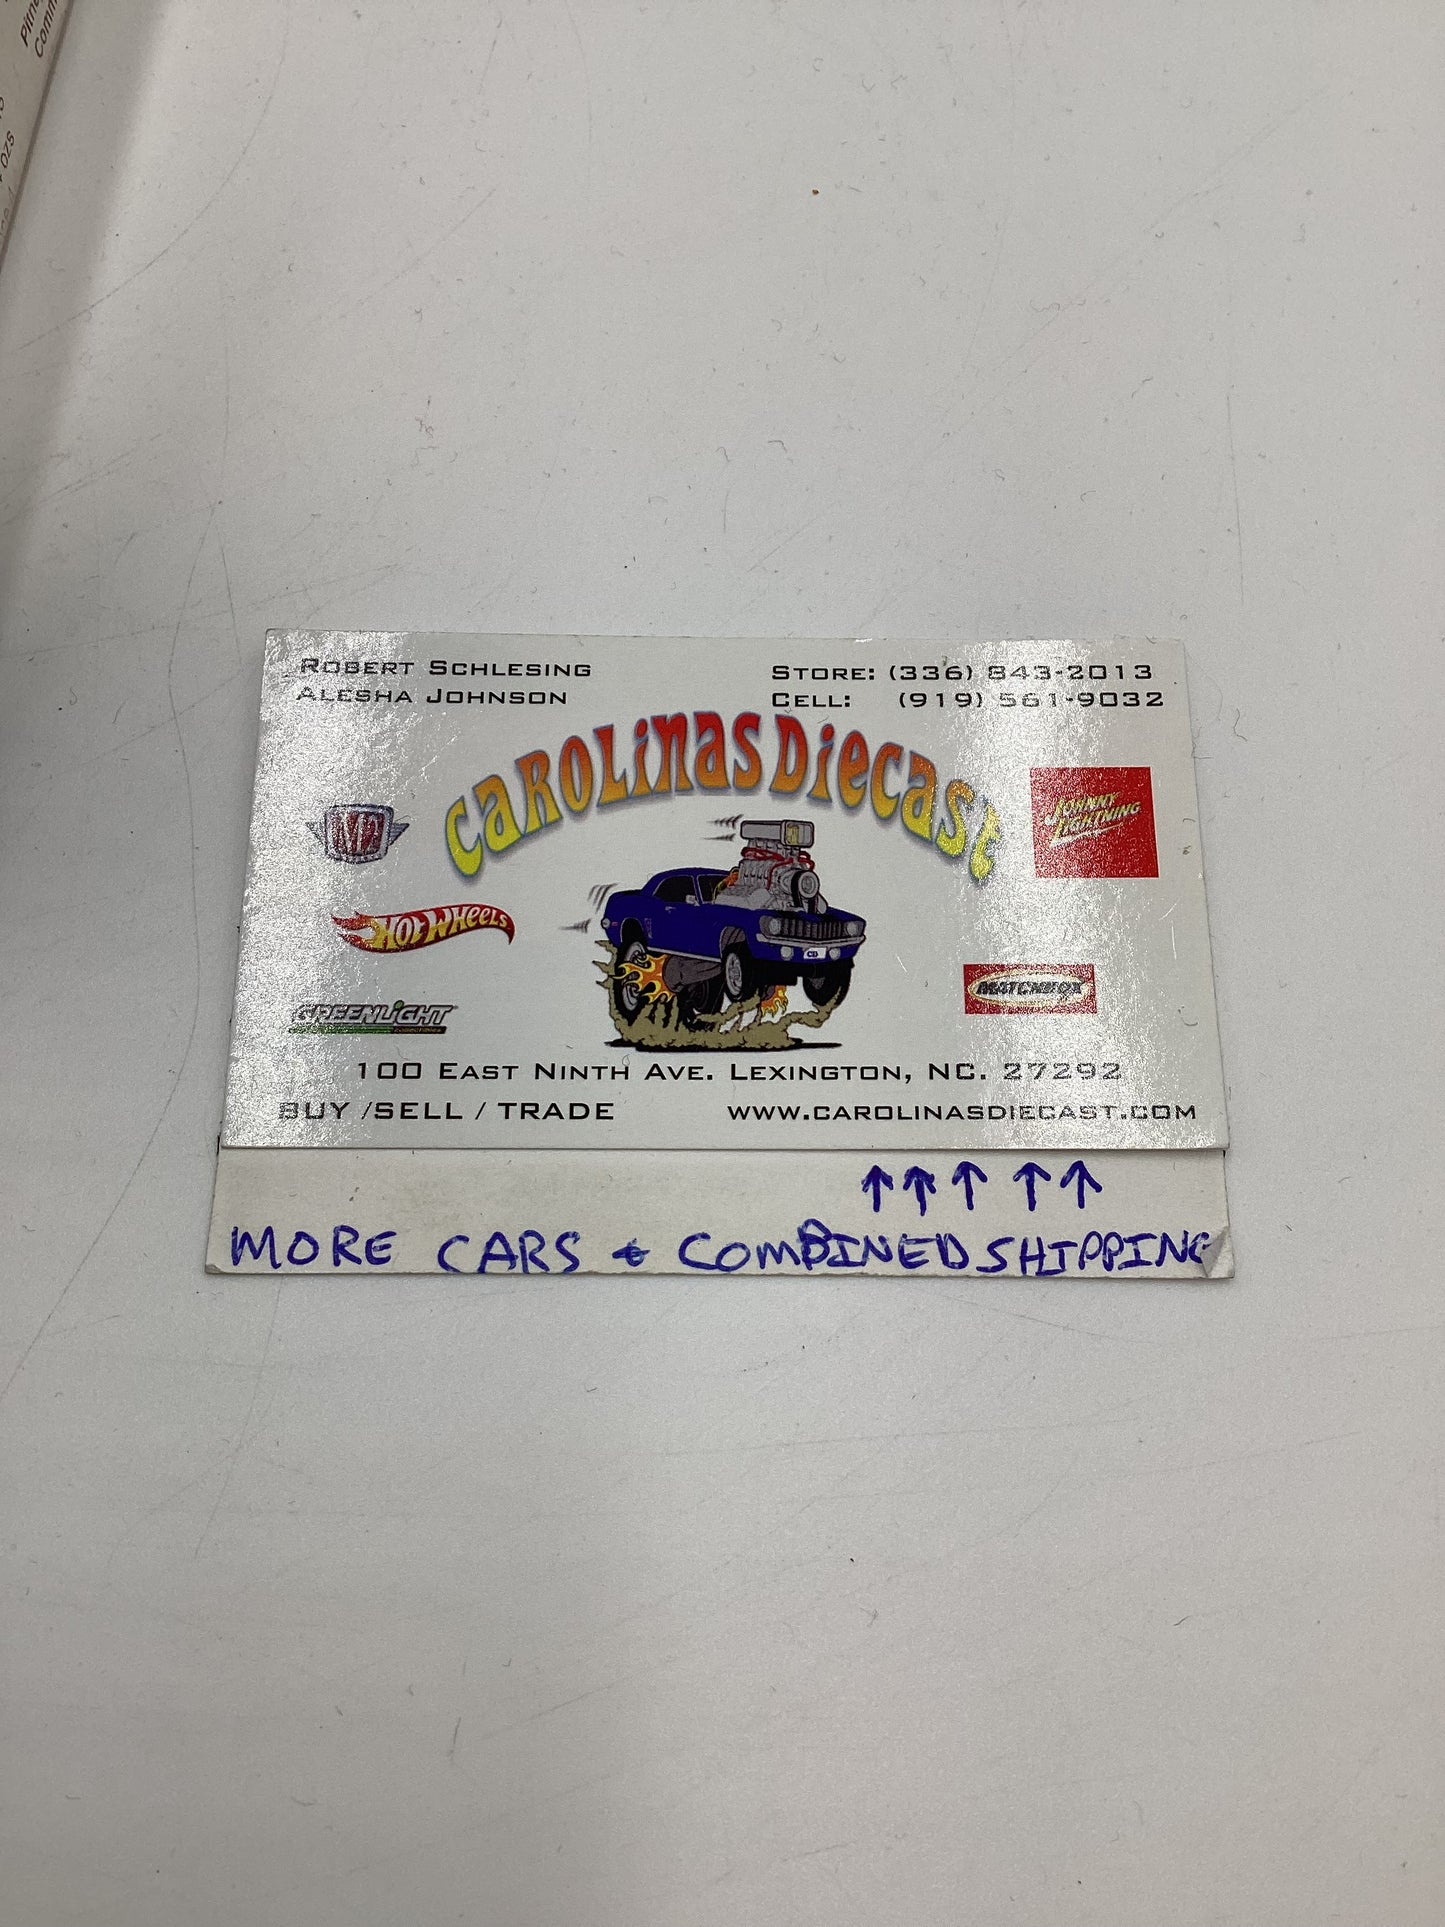 ROBERT SCHLESING
ALESHA JOHNSON
STORE: (336) 843-2013
CELL: (919) 561-9032
CAROLINAS DIECAST
M2
JOHNNY
LIGHTNING
HOT WHEELS
MATCHBOX
GREENLIGHT
100 EAST NINTH AVE. LEXINGTON, NC. 27292
BUY /SELL / TRADE
WWW.CAROLINASDIECAST.COM
↑↑↑ ↑↑
MORE CARS + COMBINED SHIPPING
OZS